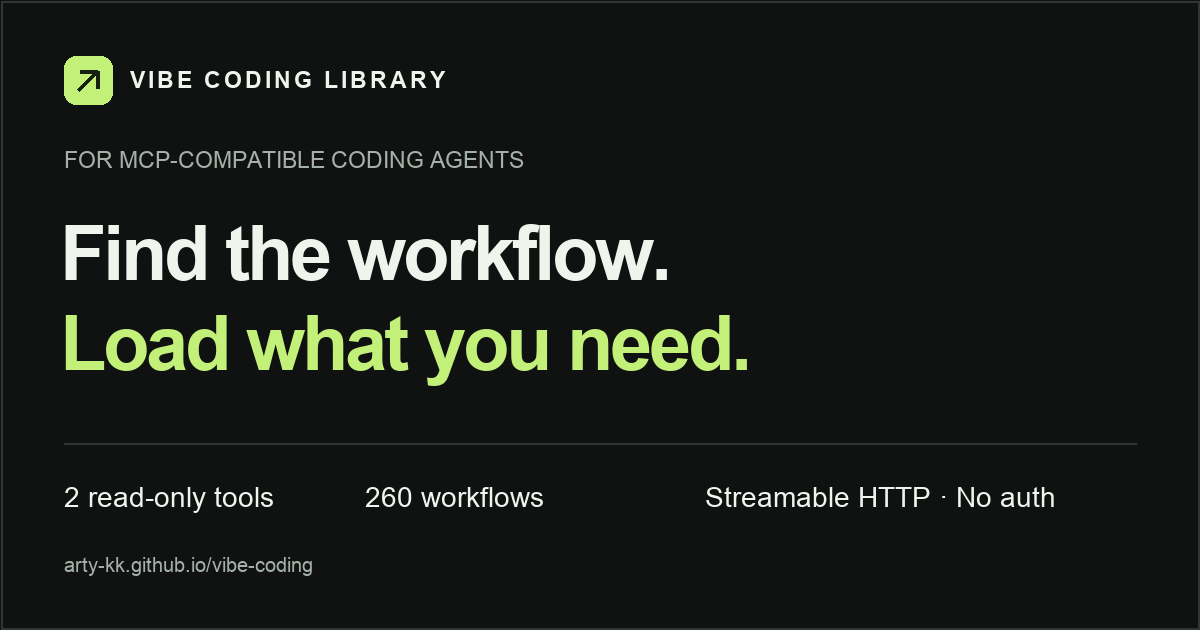 VIBE CODING LIBRARY
FOR MCP-COMPATIBLE CODING AGENTS
Find the workflow.
Load what you need.
2 read-only tools
260 workflows
Streamable HTTP · No auth
arty-kk.github.io/vibe-coding